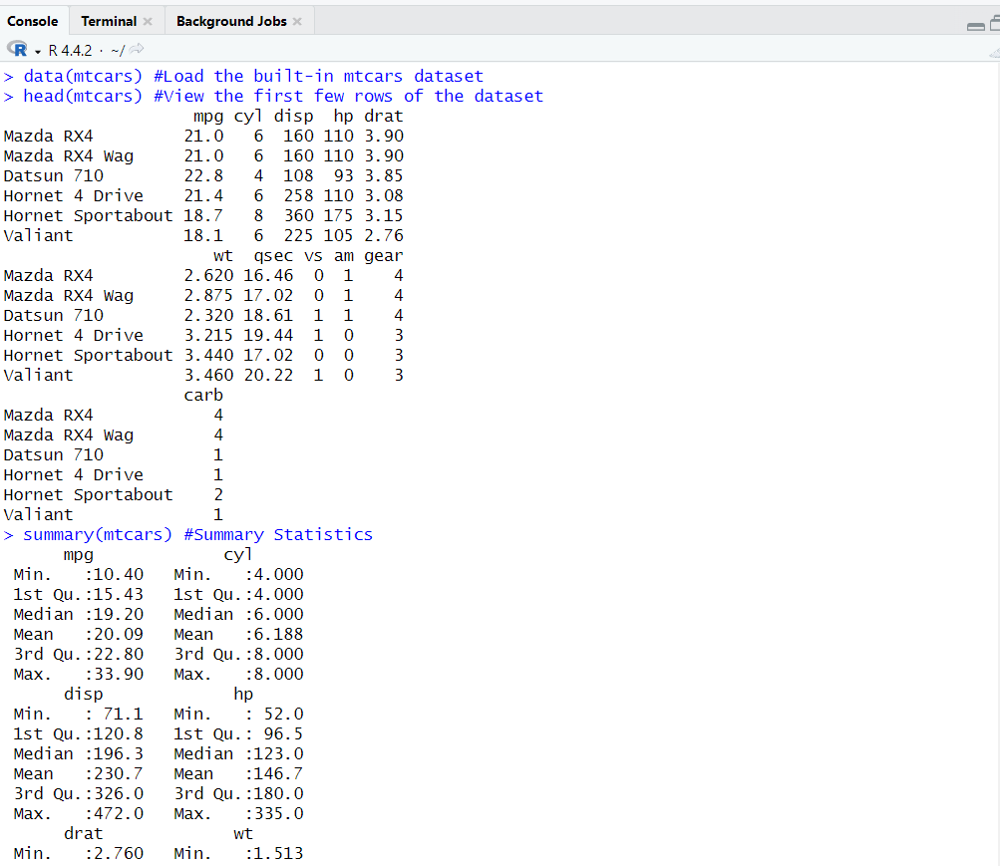 Console Terminal × Background Jobs ×
R R 4.4.2 · ~/
> data(mtcars) #Load the built-in mtcars dataset
> head(mtcars) #View the first few rows of the dataset
                   mpg cyl disp  hp drat
Mazda RX4         21.0   6  160 110 3.90
Mazda RX4 Wag     21.0   6  160 110 3.90
Datsun 710        22.8   4  108  93 3.85
Hornet 4 Drive    21.4   6  258 110 3.08
Hornet Sportabout 18.7   8  360 175 3.15
Valiant           18.1   6  225 105 2.76
                     wt  qsec vs am gear
Mazda RX4         2.620 16.46  0  1    4
Mazda RX4 Wag     2.875 17.02  0  1    4
Datsun 710        2.320 18.61  1  1    4
Hornet 4 Drive    3.215 19.44  1  0    3
Hornet Sportabout 3.440 17.02  0  0    3
Valiant           3.460 20.22  1  0    3
                  carb
Mazda RX4            4
Mazda RX4 Wag        4
Datsun 710           1
Hornet 4 Drive       1
Hornet Sportabout    2
Valiant              1
> summary(mtcars) #Summary Statistics
      mpg             cyl
 Min.   :10.40   Min.   :4.000
 1st Qu.:15.43   1st Qu.:4.000
 Median :19.20   Median :6.000
 Mean   :20.09   Mean   :6.188
 3rd Qu.:22.80   3rd Qu.:8.000
 Max.   :33.90   Max.   :8.000
      disp             hp
 Min.   : 71.1   Min.   : 52.0
 1st Qu.:120.8   1st Qu.: 96.5
 Median :196.3   Median :123.0
 Mean   :230.7   Mean   :146.7
 3rd Qu.:326.0   3rd Qu.:180.0
 Max.   :472.0   Max.   :335.0
      drat             wt
 Min.   :2.760   Min.   :1.513